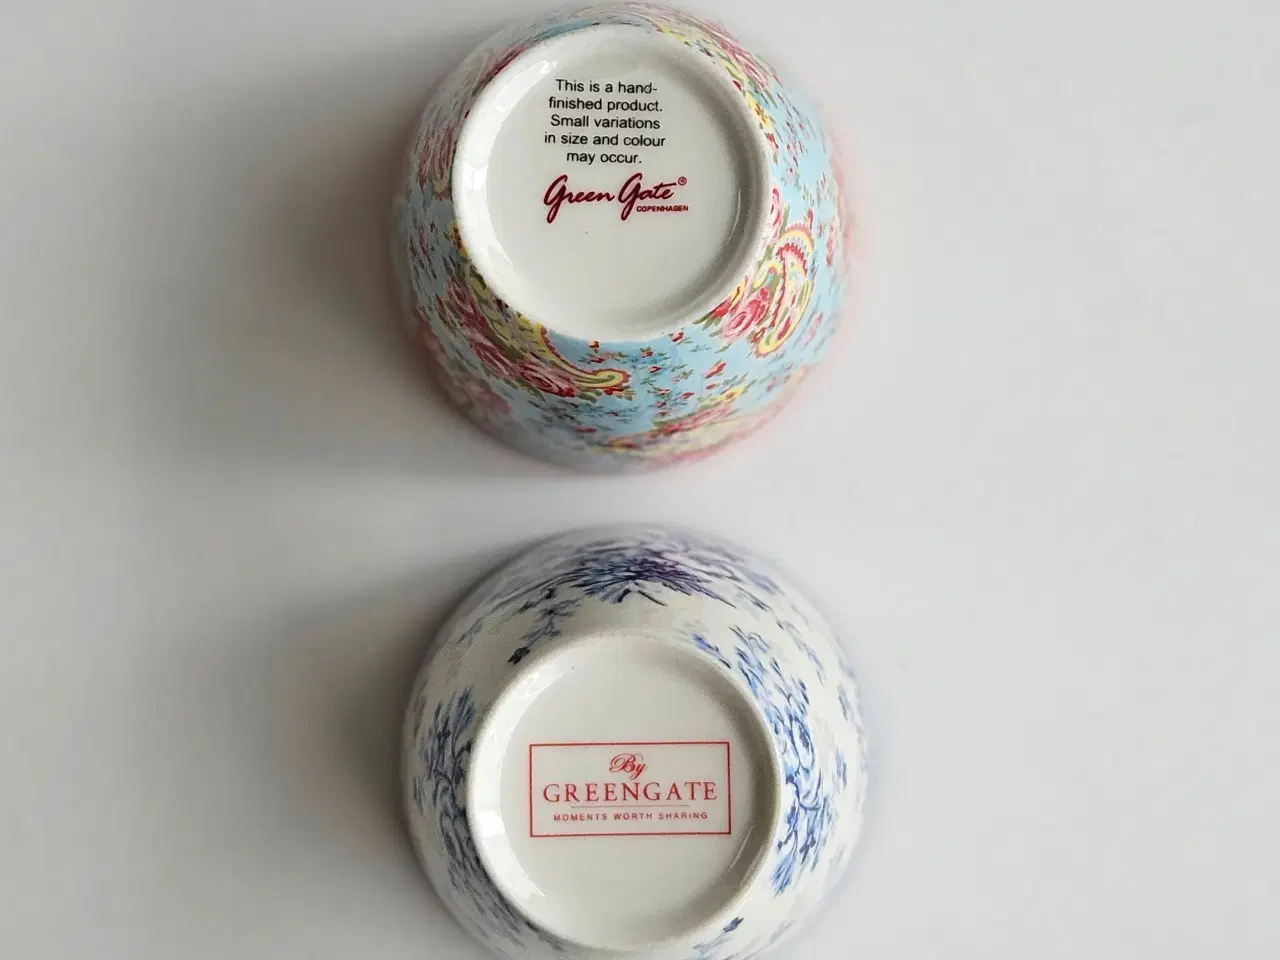 This is a hand-
finished product.
Small variations
in size and colour
may occur.
Green Gate®
COPENHAGEN
By
GREENGATE
MOMENTS WORTH SHARING